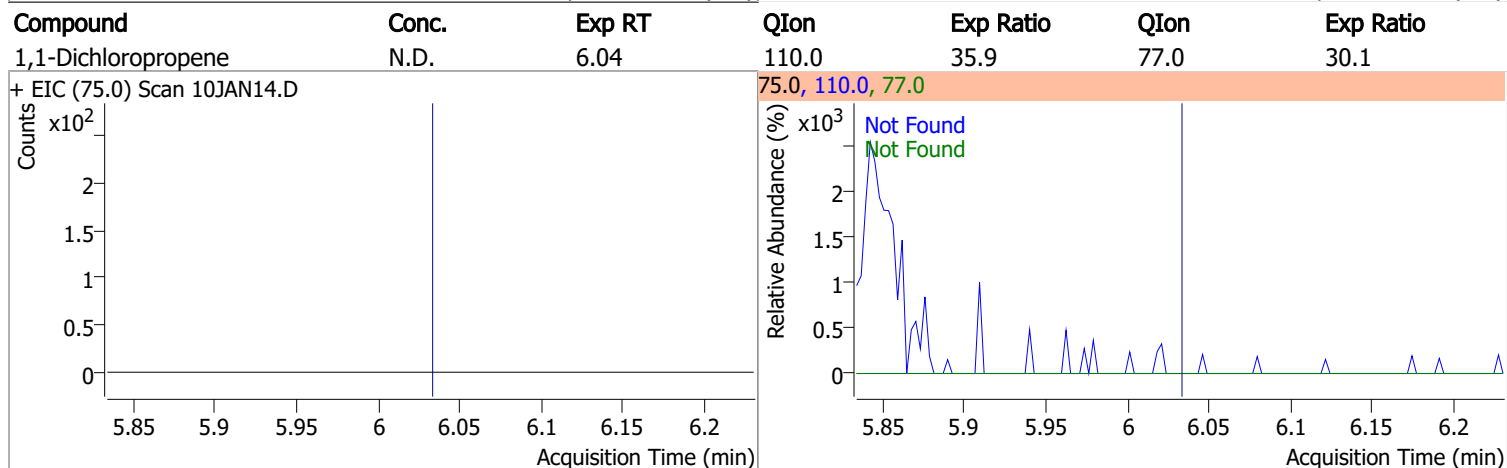 Compound Conc. Exp RT QIon Exp Ratio QIon Exp Ratio
1,1-Dichloropropene N.D. 6.04 110.0 35.9 77.0 30.1
+ EIC (75.0) Scan 10JAN14.D
Counts
x10²
2
1.5
1
0.5
0
5.85 5.9 5.95 6 6.05 6.1 6.15 6.2
Acquisition Time (min)
75.0, 110.0, 77.0
Relative Abundance (%)
x10³
Not Found
Not Found
2
1.5
1
0.5
0
5.85 5.9 5.95 6 6.05 6.1 6.15 6.2
Acquisition Time (min)